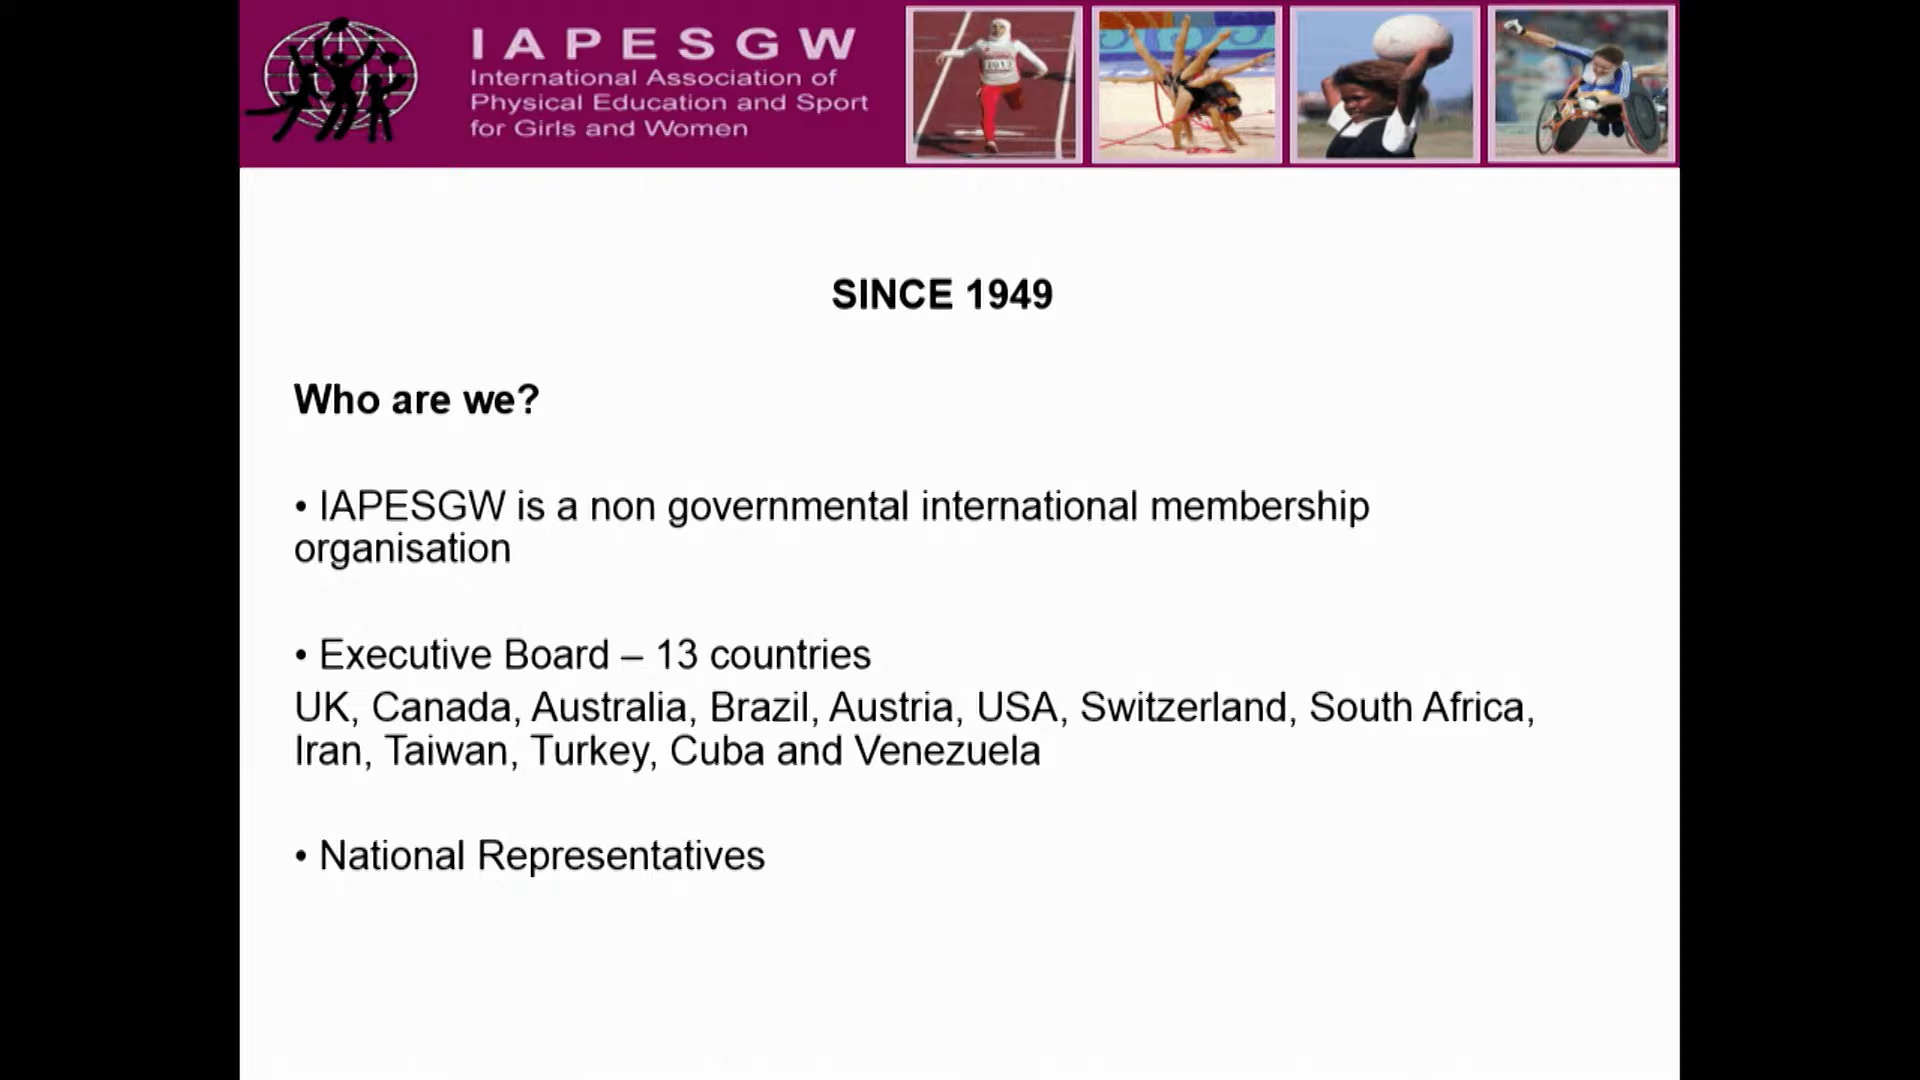 IAPESGW
International Association of
Physical Education and Sport
for Girls and Women
SINCE 1949
Who are we?
• IAPESGW is a non governmental international membership
organisation
• Executive Board – 13 countries
UK, Canada, Australia, Brazil, Austria, USA, Switzerland, South Africa,
Iran, Taiwan, Turkey, Cuba and Venezuela
• National Representatives